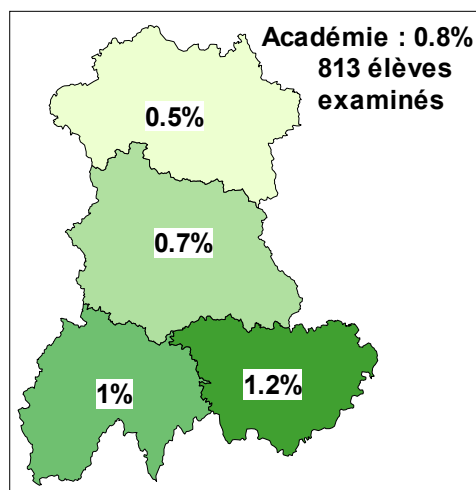 Académie : 0.8%
813 élèves
examinés
0.5%
0.7%
1%
1.2%